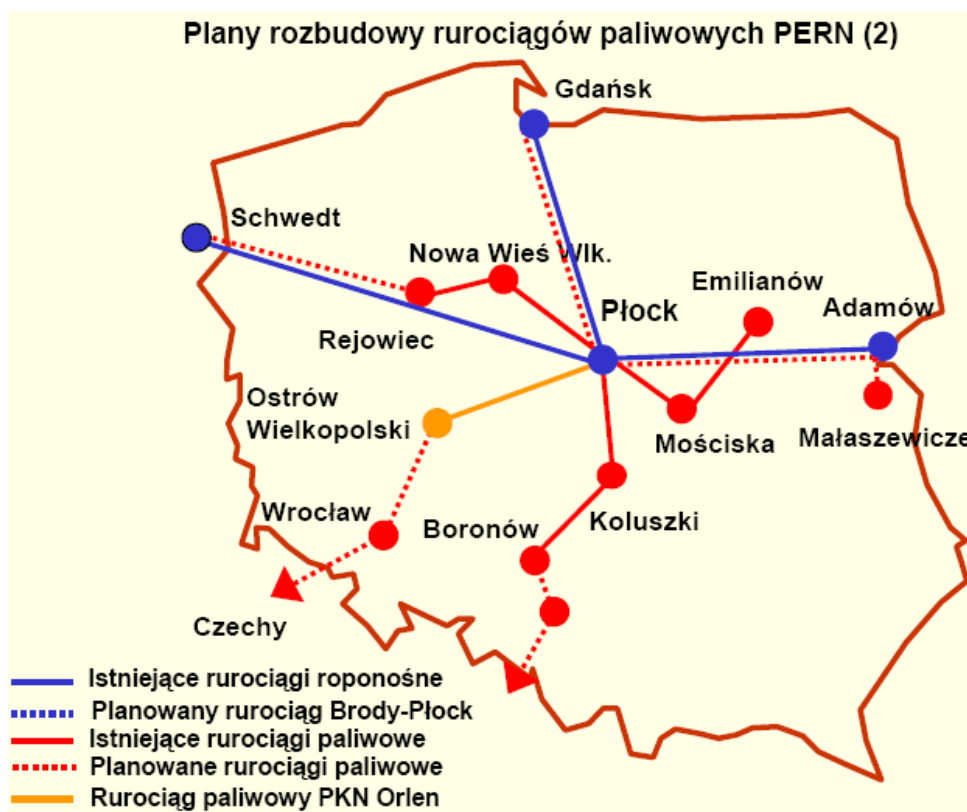 Plany rozbudowy rurociągów paliwowych PERN (2)
Gdańsk
Schwedt
Nowa Wieś Wlk.
Emilianów
Adamów
Płock
Rejowiec
Ostrów
Wielkopolski
Mościska
Małaszewicze
Wrocław
Boronów
Koluszki
Czechy
Istniejące rurociągi roponośne
Planowany rurociąg Brody-Płock
Istniejące rurociągi paliwowe
Planowane rurociągi paliwowe
Rurociąg paliwowy PKN Orlen